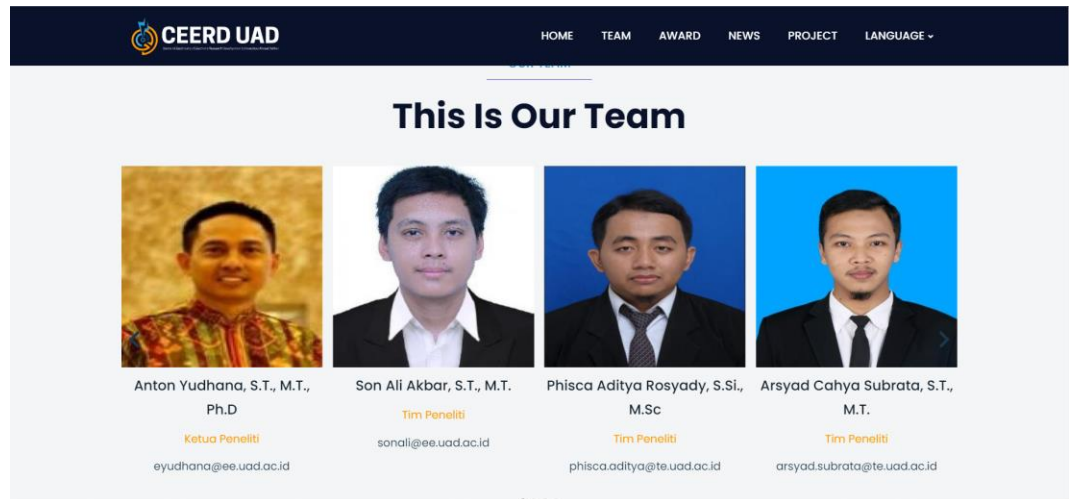 CEERD UAD
HOME TEAM AWARD NEWS PROJECT LANGUAGE
This Is Our Team
Anton Yudhana, S.T., M.T.,
Ph.D
Ketua Peneliti
eyudhana@ee.uad.ac.id
Son Ali Akbar, S.T., M.T.
Tim Peneliti
sonali@ee.uad.ac.id
Phisca Aditya Rosyady, S.Si.,
M.Sc
Tim Peneliti
phisca.aditya@te.uad.ac.id
Arsyad Cahya Subrata, S.T.,
M.T.
Tim Peneliti
arsyad.subrata@te.uad.ac.id